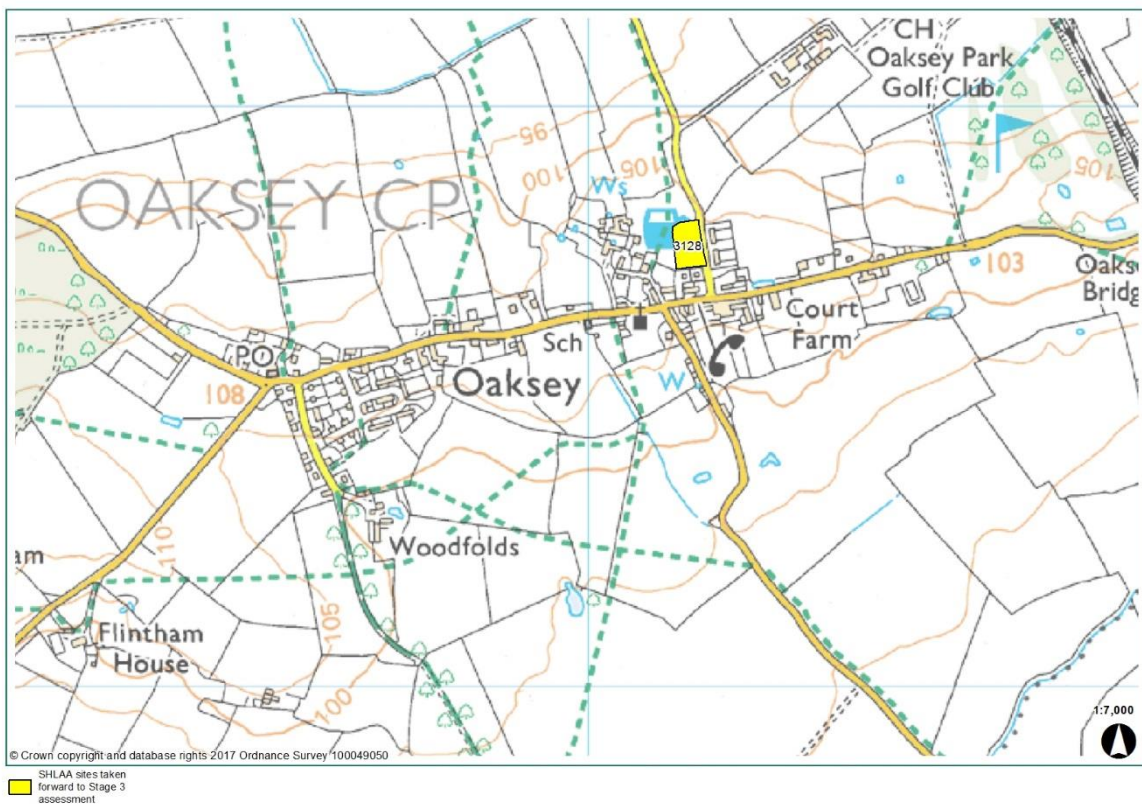 CH
Oaksey Park
Golf Club
95
100
105
105
105
Ws
OAKSEY CP
3128
103
Oaks
Bridg
Court
Farm
Sch
PO
Oaksey
108
W
110
am
Woodfolds
Flintham
House
105
100
1:7,000
© Crown copyright and database rights 2017 Ordnance Survey 100049050
SHLAA sites taken
forward to Stage 3
assessment